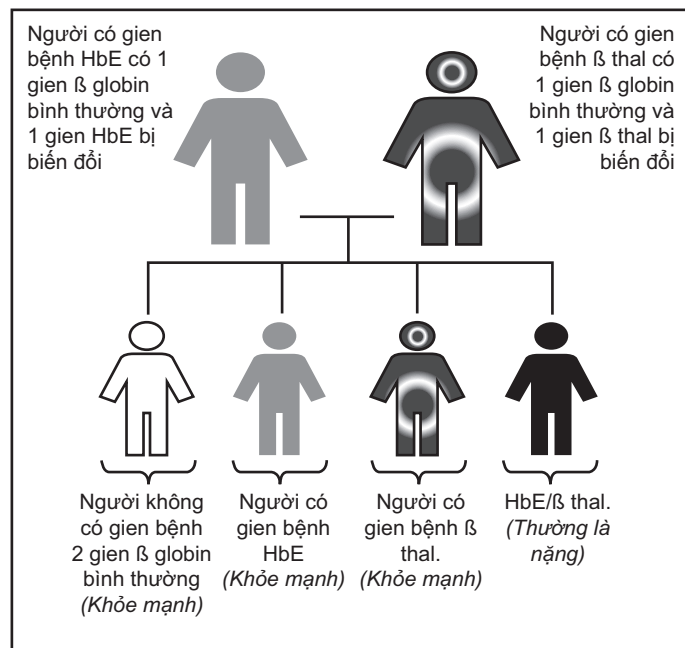 Người có gien
bệnh HbE có 1
gien ß globin
bình thường và
1 gien HbE bị
biến đổi
Người có gien
bệnh ß thal có
1 gien ß globin
bình thường và
1 gien ß thal bị
biến đổi
Người không
có gien bệnh
2 gien ß globin
bình thường
(Khỏe mạnh)
Người có
gien bệnh
HbE
(Khỏe mạnh)
Người có
gien bệnh ß
thal.
(Khỏe mạnh)
HbE/ß thal.
(Thường là
nặng)